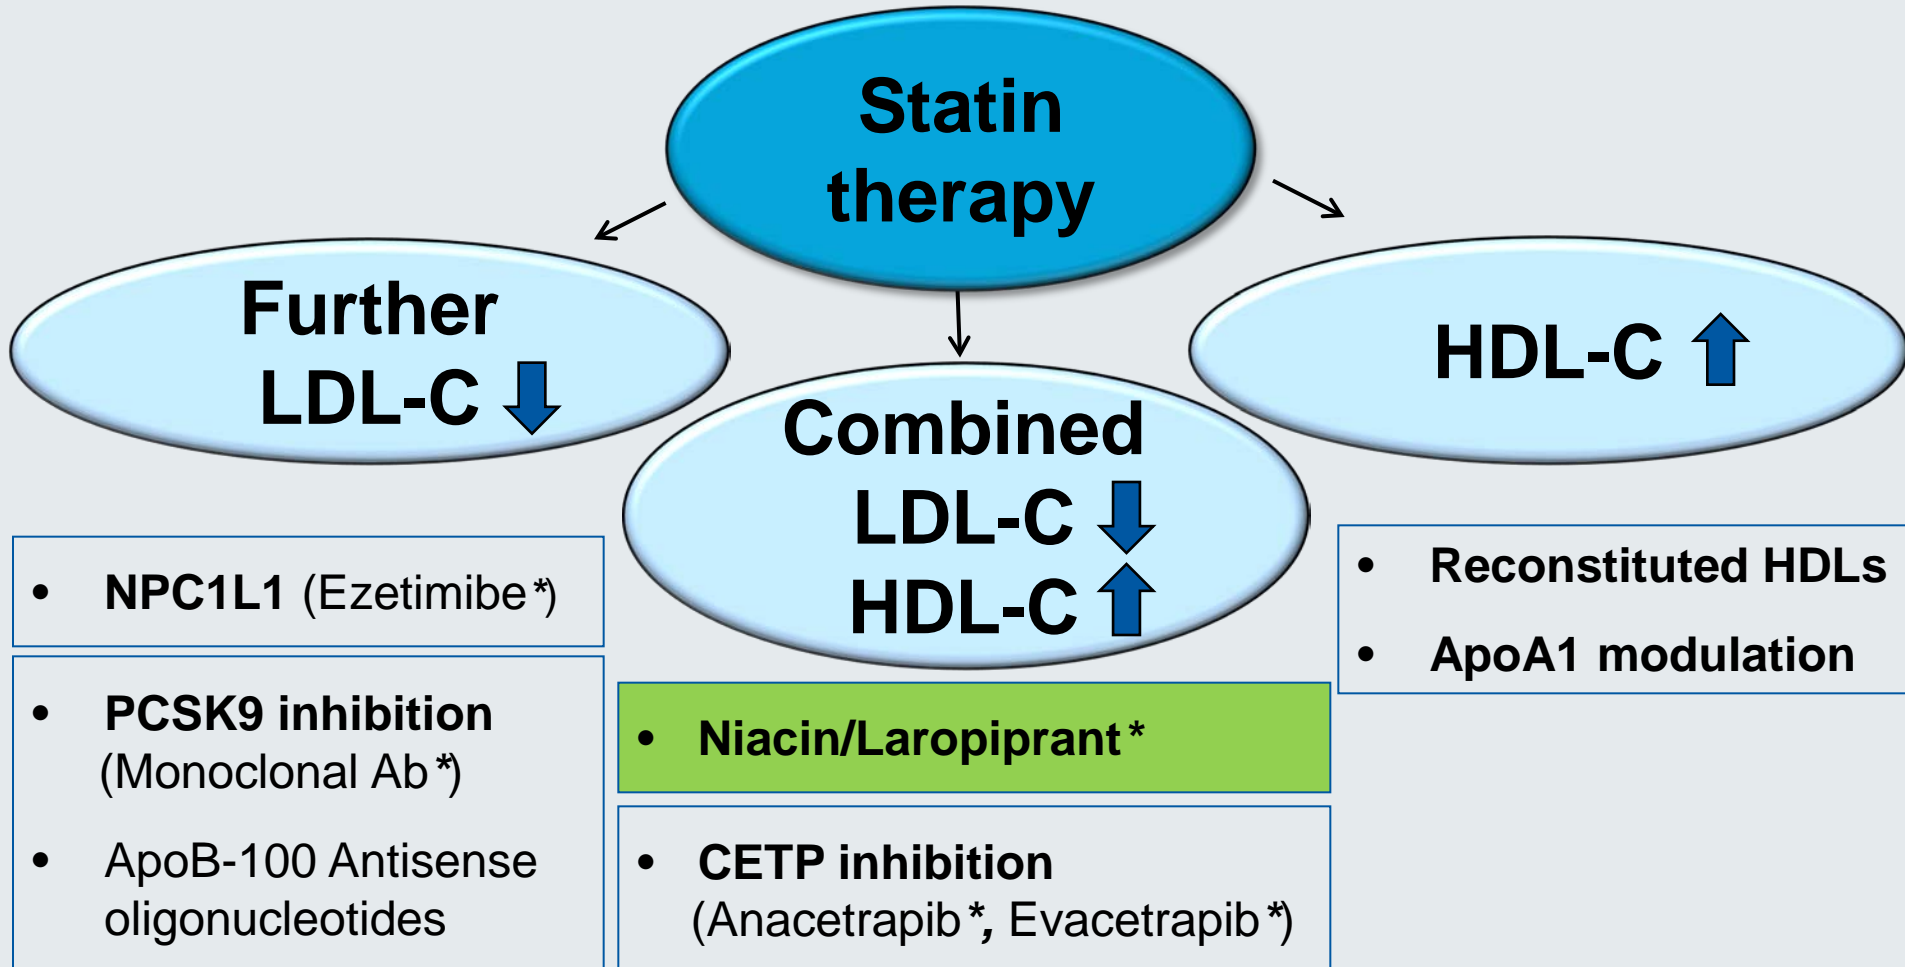 Statin
therapy
Further
LDL-C
Combined
LDL-C
HDL-C
HDL-C
• NPC1L1 (Ezetimibe*)
• PCSK9 inhibition
(Monoclonal Ab*)
• ApoB-100 Antisense
oligonucleotides
• Niacin/Laropiprant*
• CETP inhibition
(Anacetrapib*, Evacetrapib*)
• Reconstituted HDLs
• ApoA1 modulation